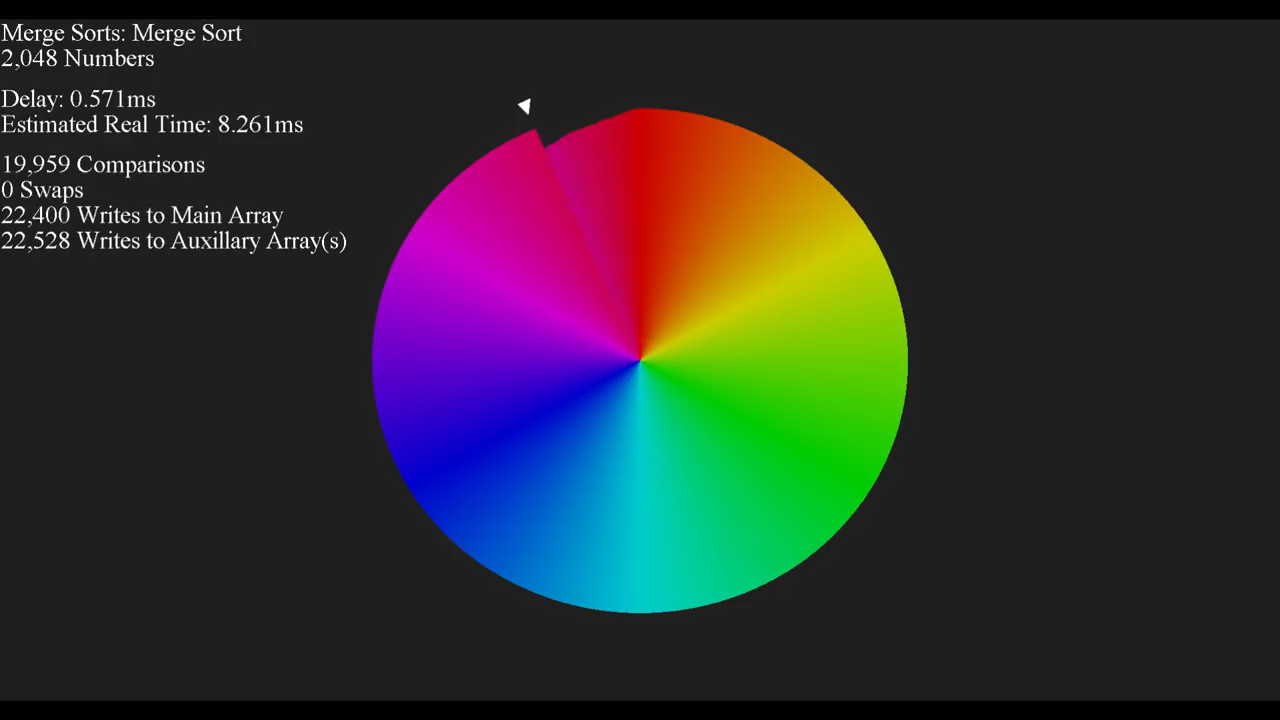 Merge Sorts: Merge Sort
2,048 Numbers
Delay: 0.571ms
Estimated Real Time: 8.261ms
19,959 Comparisons
0 Swaps
22,400 Writes to Main Array
22,528 Writes to Auxillary Array(s)